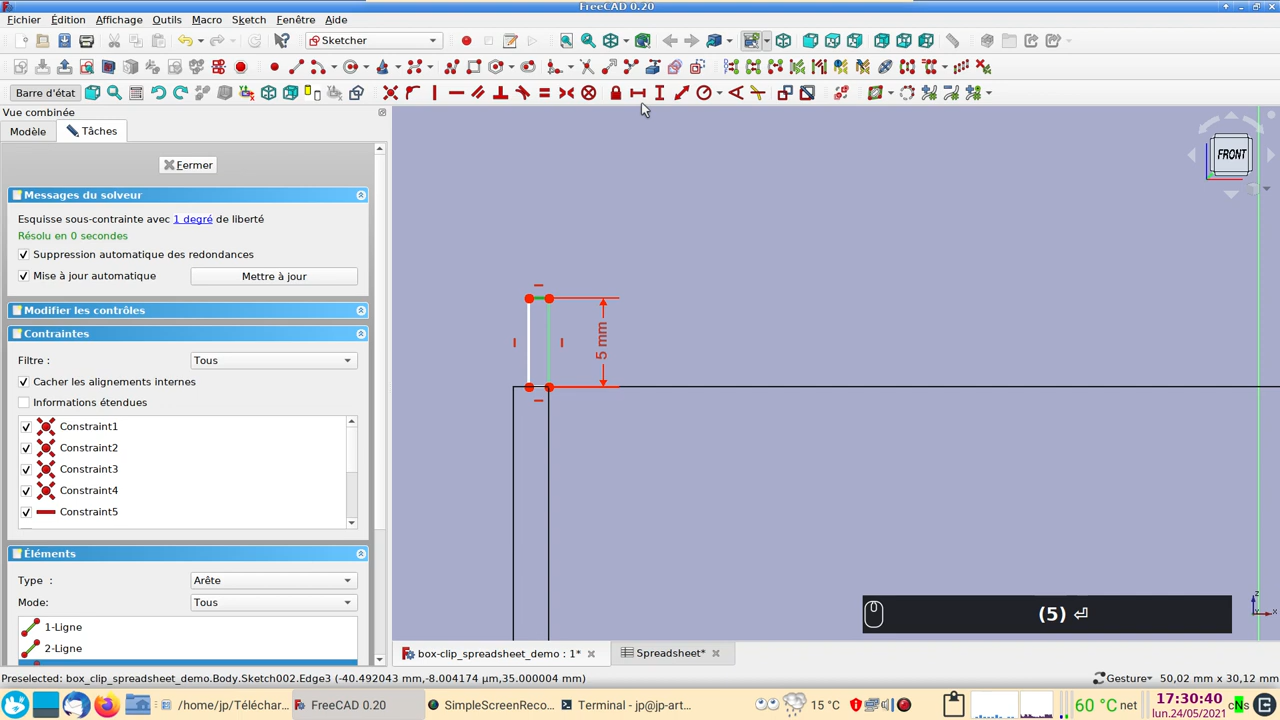 FreeCAD 0.20
Fichier Édition Affichage Outils Macro Sketch Fenêtre Aide
Sketcher
Barre d'état
Vue combinée
Modèle Tâches
Fermer
Messages du solveur
Esquisse sous-contrainte avec 1 degré de liberté
Résolu en 0 secondes
Suppression automatique des redondances
Mise à jour automatique Mettre à jour
Modifier les contrôles
Contraintes
Filtre : Tous
Cacher les alignements internes
Informations étendues
Constraint1
Constraint2
Constraint3
Constraint4
Constraint5
Éléments
Type : Arête
Mode: Tous
1-Ligne
2-Ligne
5 mm
FRONT
(5) ⏎
z
x
box-clip_spreadsheet_demo : 1* Spreadsheet*
Preselected: box_clip_spreadsheet_demo.Body.Sketch002.Edge3 (-40.492043 mm,-8.004174 µm,35.000004 mm) Gesture 50,02 mm x 30,12 mm
/home/jp/Téléchar... FreeCAD 0.20 SimpleScreenReco... Terminal - jp@jp-art... 15 °C 60 °C net 17:30:40
lun.24/05/2021